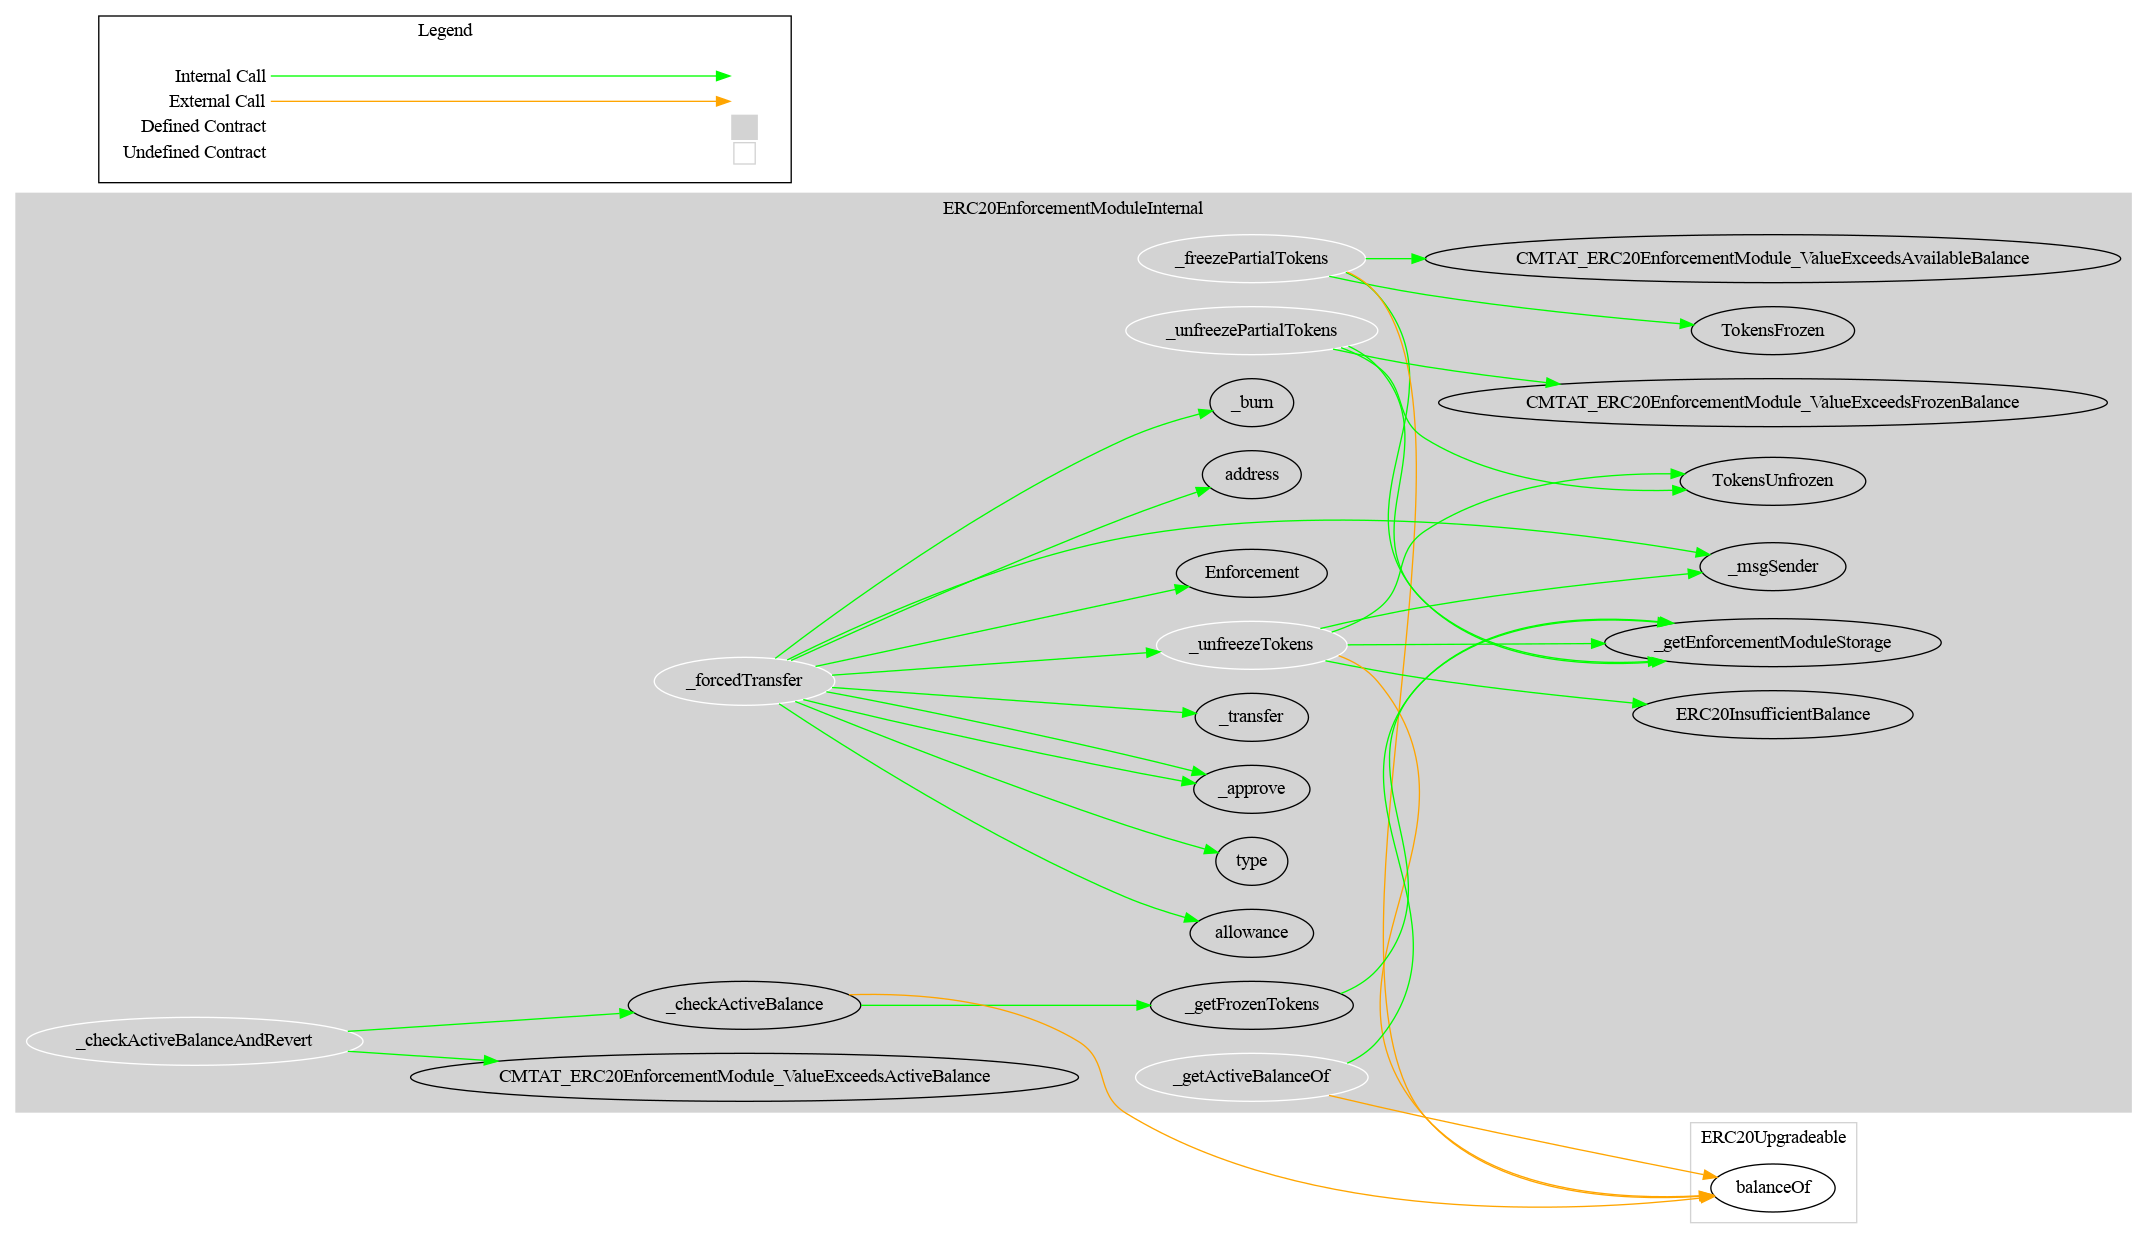 Legend
Internal Call
External Call
Defined Contract
Undefined Contract
ERC20EnforcementModuleInternal
_freezePartialTokens
CMTAT_ERC20EnforcementModule_ValueExceedsAvailableBalance
_unfreezePartialTokens
TokensFrozen
_burn
CMTAT_ERC20EnforcementModule_ValueExceedsFrozenBalance
address
TokensUnfrozen
Enforcement
_msgSender
_unfreezeTokens
_getEnforcementModuleStorage
_forcedTransfer
_transfer
ERC20InsufficientBalance
_approve
type
allowance
_checkActiveBalance
_getFrozenTokens
_checkActiveBalanceAndRevert
CMTAT_ERC20EnforcementModule_ValueExceedsActiveBalance
_getActiveBalanceOf
ERC20Upgradeable
balanceOf